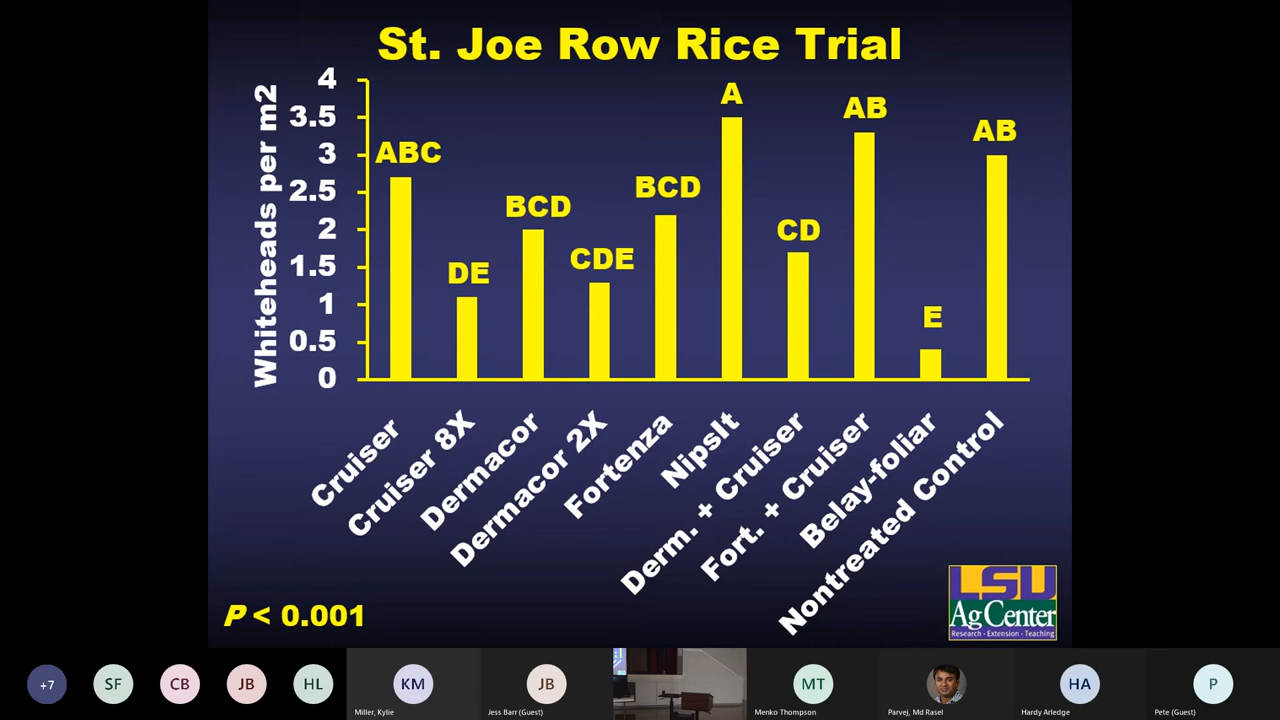 St. Joe Row Rice Trial
Whiteheads per m2
4
3.5
3
2.5
2
1.5
1
0.5
0
ABC
DE
BCD
CDE
BCD
A
CD
AB
E
AB
Cruiser
Cruiser 8X
Dermacor
Dermacor 2X
Fortenza
NipsIt
Derm. + Cruiser
Fort. + Cruiser
Belay-foliar
Nontreated Control
P < 0.001
LSU
AgCenter
Research · Extension · Teaching
+7
SF
CB
JB
HL
KM
Miller, Kylie
JB
Jess Barr (Guest)
MT
Menko Thompson
Parvej, Md Rasel
HA
Hardy Arledge
P
Pete (Guest)